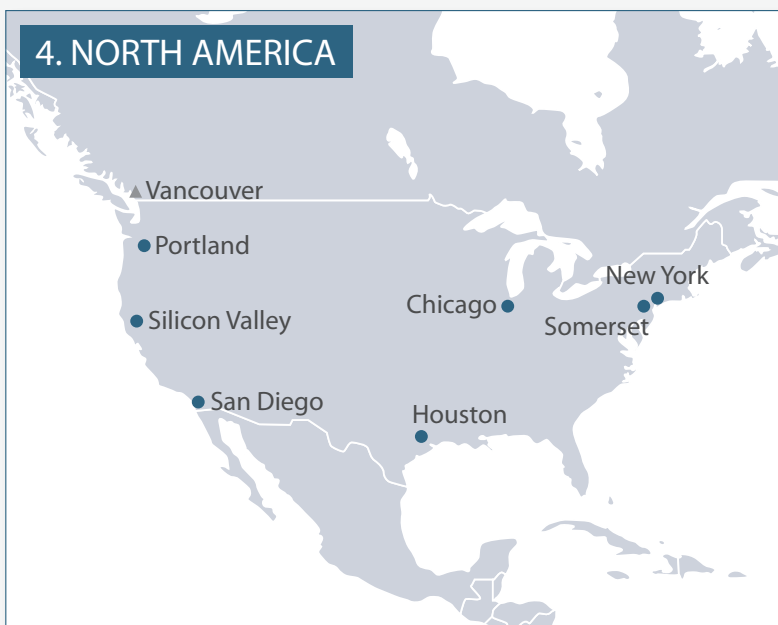 4. NORTH AMERICA
Vancouver
Portland
New York
Chicago
Somerset
Silicon Valley
San Diego
Houston